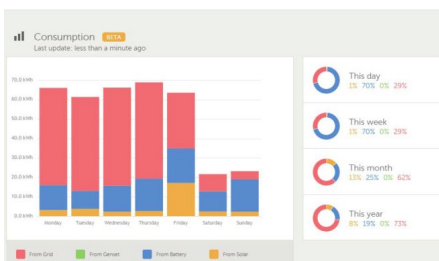 Consumption BETA
Last update: less than a minute ago
70.0 kWh
60.0 kWh
50.0 kWh
40.0 kWh
30.0 kWh
20.0 kWh
10.0 kWh
0.0 kWh
Monday Tuesday Wednesday Thursday Friday Saturday Sunday
From Grid From Genset From Battery From Solar
This day
1% 70% 0% 29%
This week
1% 70% 0% 29%
This month
13% 25% 0% 62%
This year
8% 19% 0% 73%